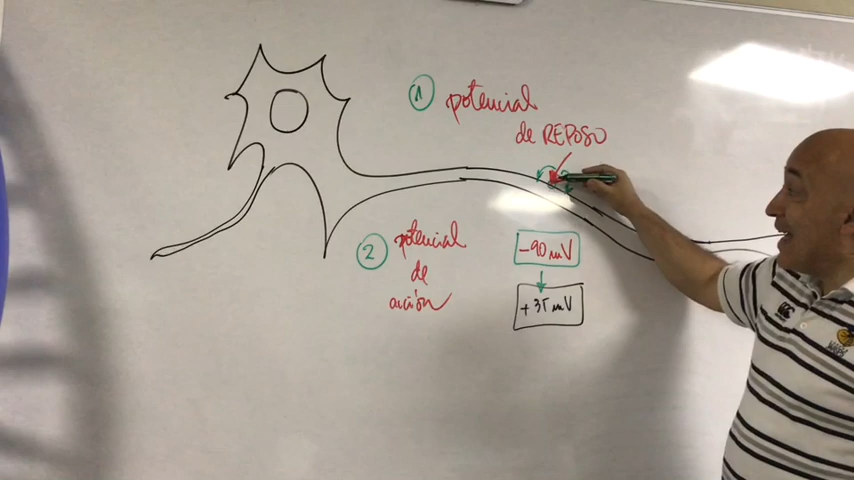 1 potencial
de REPOSO
2 potencial
de
acción
-90 mV
+35 mV